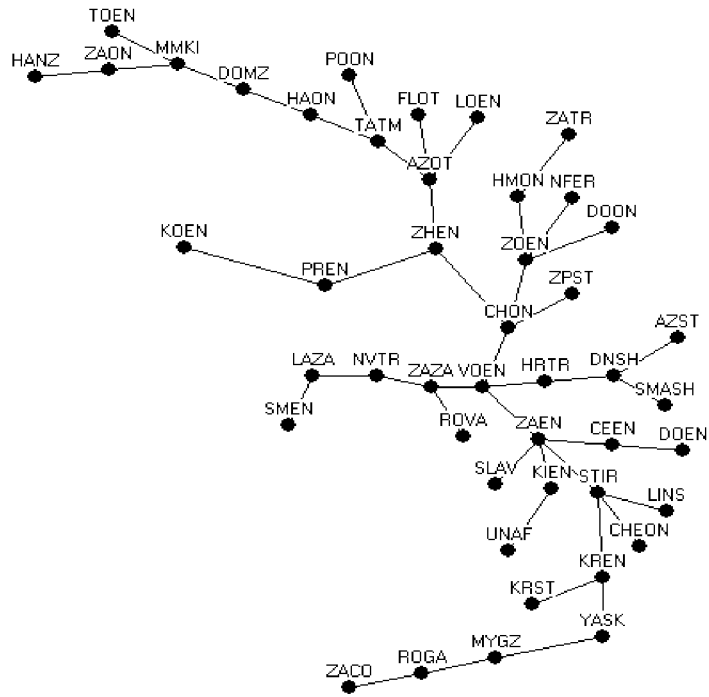 TOEN
HANZ ZAON MMKI
DOMZ POON
HAON FLOT LOEN
TATM ZATR
AZOT
HMON NFER
DOON
KOEN ZHEN ZOEN
PREN ZPST
CHON
AZST
LAZA NVTR ZAZA VOEN HRTR DNSH
SMASH
SMEN ROVA ZAEN CEEN DOEN
SLAV KIEN STIR
LINS
UNAF CHEON
KREN
KRST
YASK
MYGZ
ROGA
ZACO